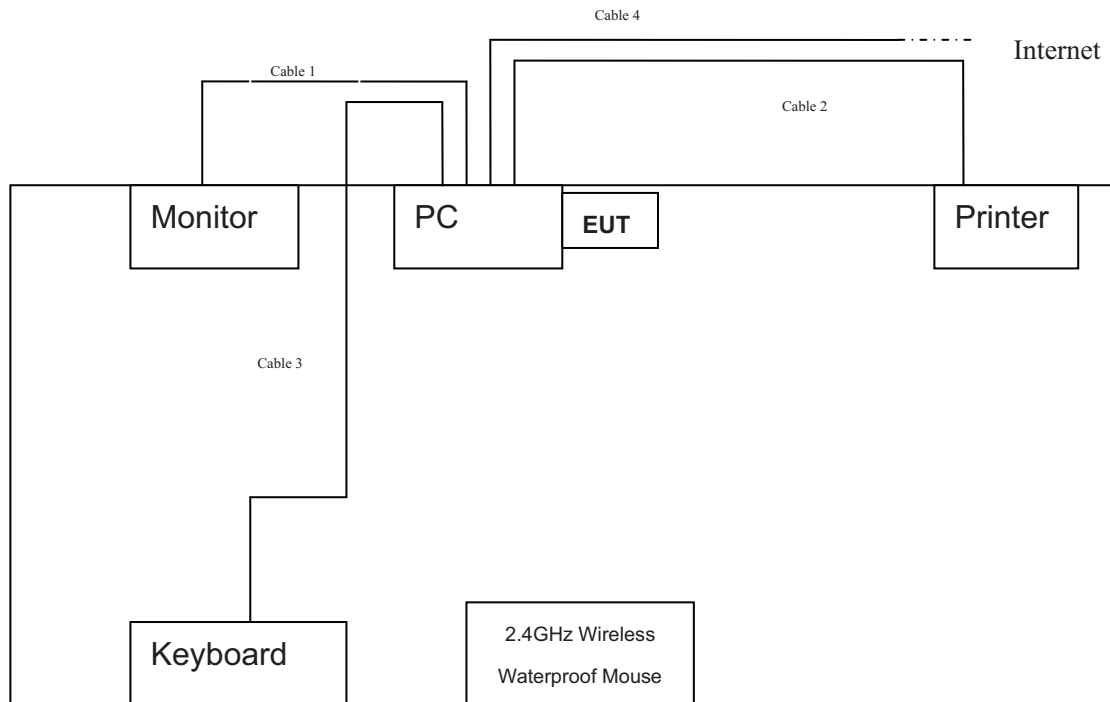 Cable 4
Internet
Cable 1
Cable 2
Monitor
PC
EUT
Printer
Cable 3
Keyboard
2.4GHz Wireless
Waterproof Mouse